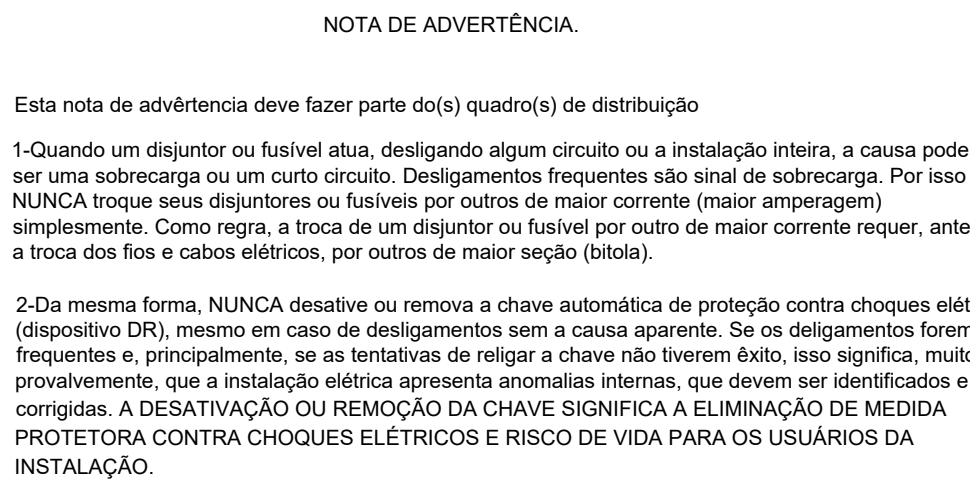 NOTA DE ADVERTÊNCIA.
Esta nota de advêrtencia deve fazer parte do(s) quadro(s) de distribuição
1-Quando um disjuntor ou fusível atua, desligando algum circuito ou a instalação inteira, a causa pode
ser uma sobrecarga ou um curto circuito. Desligamentos frequentes são sinal de sobrecarga. Por isso
NUNCA troque seus disjuntores ou fusíveis por outros de maior corrente (maior amperagem)
simplesmente. Como regra, a troca de um disjuntor ou fusível por outro de maior corrente requer, ante
a troca dos fios e cabos elétricos, por outros de maior seção (bitola).
2-Da mesma forma, NUNCA desative ou remova a chave automática de proteção contra choques elét
(dispositivo DR), mesmo em caso de desligamentos sem a causa aparente. Se os deligamentos forem
frequentes e, principalmente, se as tentativas de religar a chave não tiverem êxito, isso significa, muito
provalvemente, que a instalação elétrica apresenta anomalias internas, que devem ser identificados e
corrigidas. A DESATIVAÇÃO OU REMOÇÃO DA CHAVE SIGNIFICA A ELIMINAÇÃO DE MEDIDA
PROTETORA CONTRA CHOQUES ELÉTRICOS E RISCO DE VIDA PARA OS USUÁRIOS DA
INSTALAÇÃO.